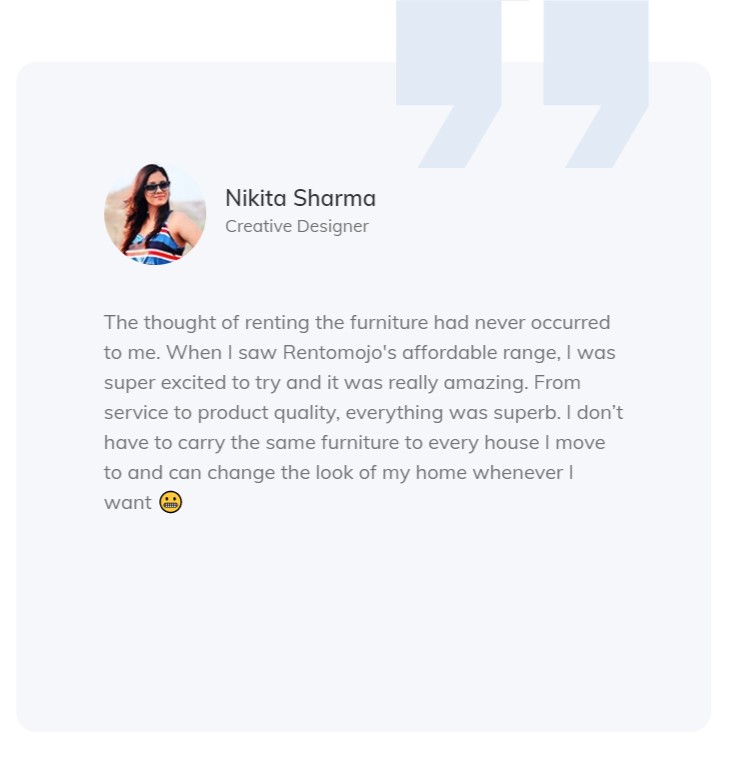 Nikita Sharma
Creative Designer
The thought of renting the furniture had never occurred
to me. When I saw Rentomojo's affordable range, I was
super excited to try and it was really amazing. From
service to product quality, everything was superb. I don’t
have to carry the same furniture to every house I move
to and can change the look of my home whenever I
want 😬